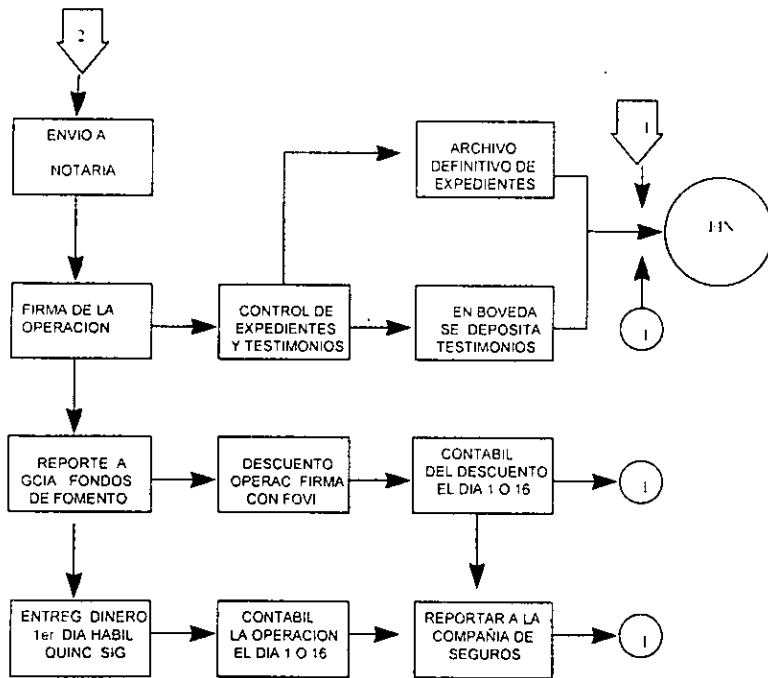 2
ENVIO A
NOTARIA
ARCHIVO
DEFINITIVO DE
EXPEDIENTES
1
FIN
FIRMA DE LA
OPERACION
CONTROL DE
EXPEDIENTES
Y TESTIMONIOS
EN BOVEDA
SE DEPOSITA
TESTIMONIOS
1
REPORTE A
GCIA FONDOS
DE FOMENTO
DESCUENTO
OPERAC FIRMA
CON FOVI
CONTABIL
DEL DESCUENTO
EL DIA 1 O 16
1
ENTREG DINERO
1er DIA HABIL
QUINC SIG
CONTABIL
LA OPERACION
EL DIA 1 O 16
REPORTAR A LA
COMPAÑIA DE
SEGUROS
1